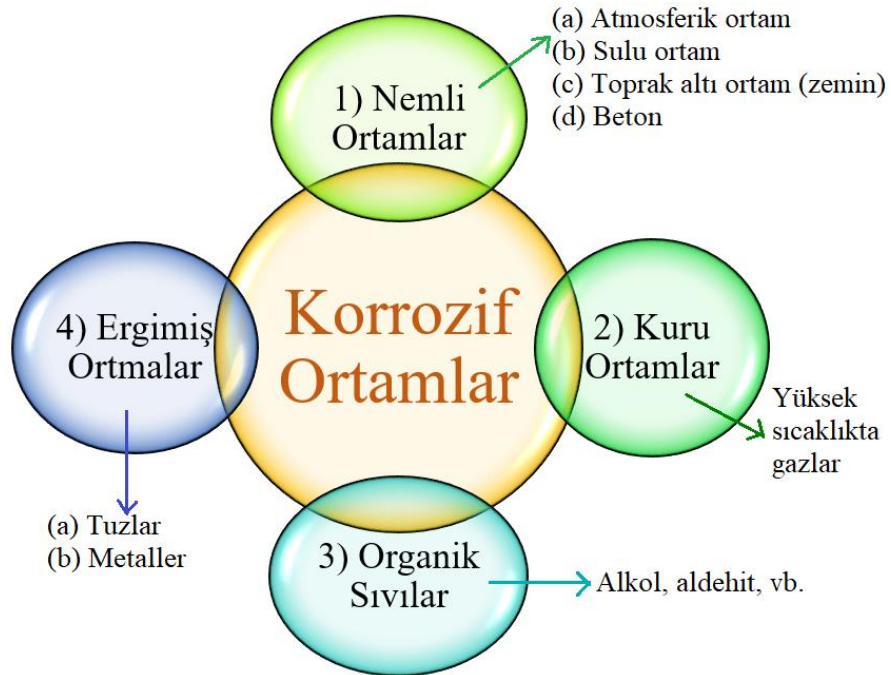 (a) Atmosferik ortam
(b) Sulu ortam
(c) Toprak altı ortam (zemin)
(d) Beton
1) Nemli
Ortamlar
Korrozif
Ortamlar
2) Kuru
Ortamlar
Yüksek
sıcaklıkta
gazlar
3) Organik
Sıvılar
Alkol, aldehit, vb.
4) Ergimiş
Ortmalar
(a) Tuzlar
(b) Metaller